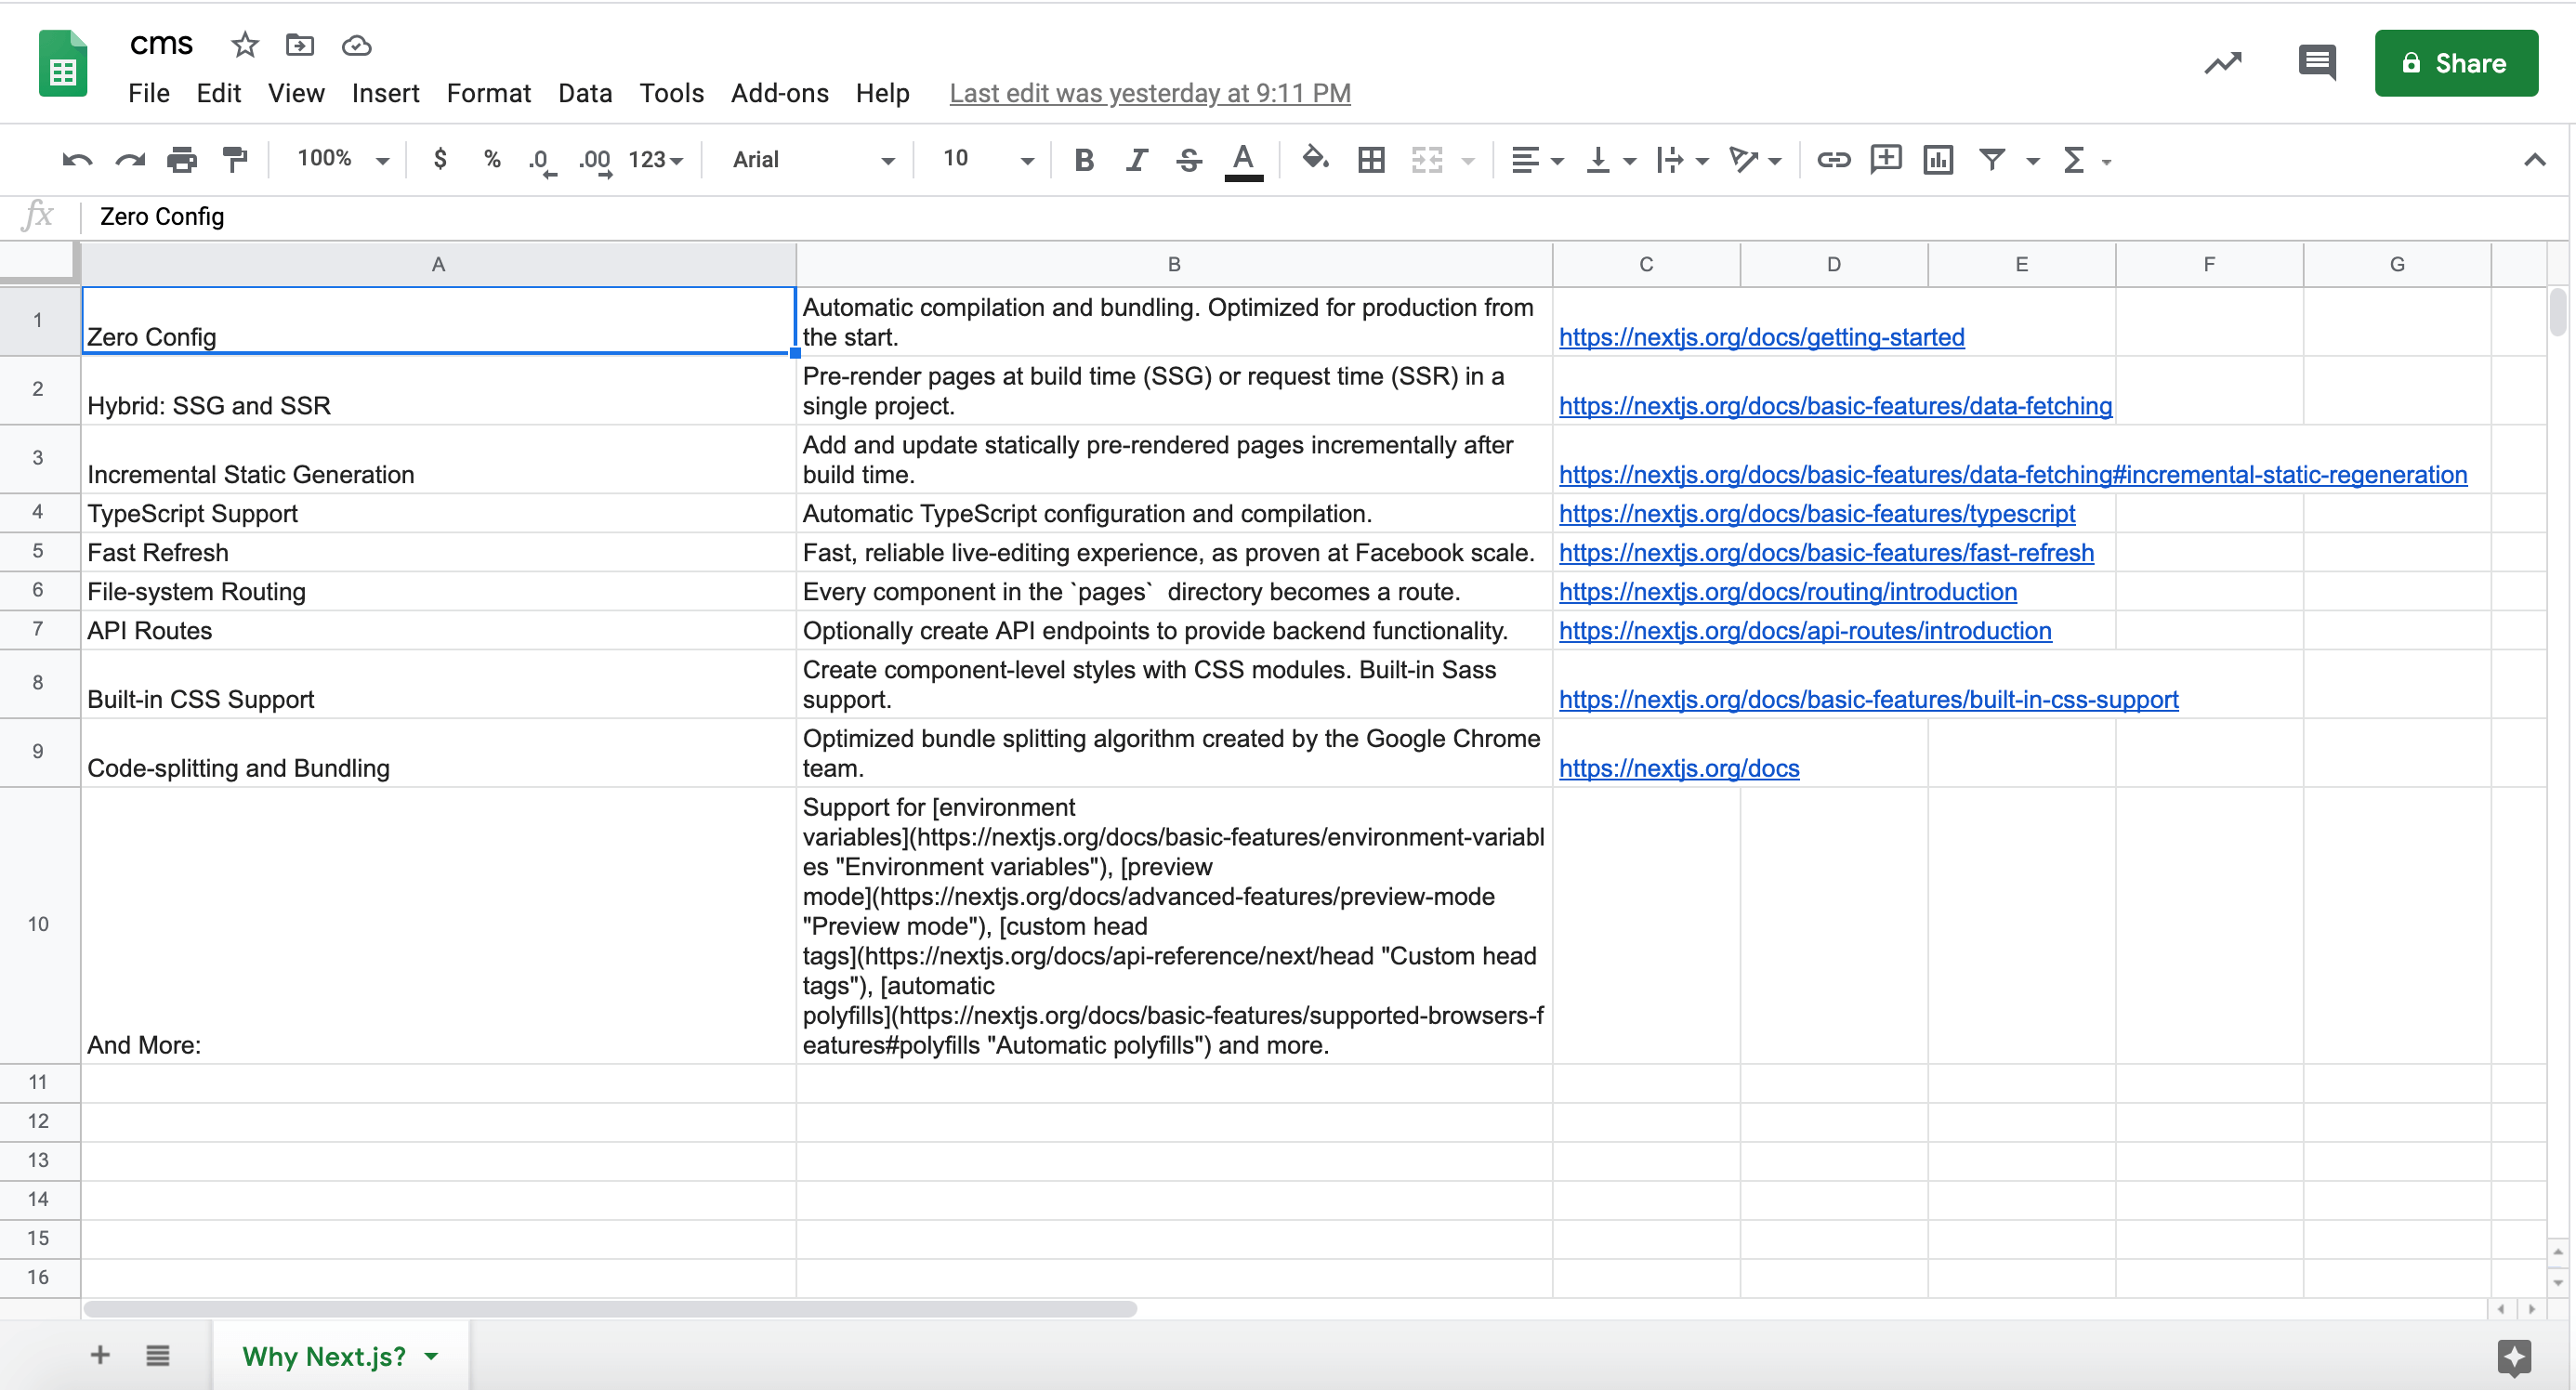 cms
File Edit View Insert Format Data Tools Add-ons Help Last edit was yesterday at 9:11 PM
Share
100% $ % .0 .00 123 Arial 10 B I S A Σ
fx Zero Config
A B C D E F G
1
Zero Config
Automatic compilation and bundling. Optimized for production from
the start.
https://nextjs.org/docs/getting-started
2
Hybrid: SSG and SSR
Pre-render pages at build time (SSG) or request time (SSR) in a
single project.
https://nextjs.org/docs/basic-features/data-fetching
3
Incremental Static Generation
Add and update statically pre-rendered pages incrementally after
build time.
https://nextjs.org/docs/basic-features/data-fetching#incremental-static-regeneration
4
TypeScript Support
Automatic TypeScript configuration and compilation.
https://nextjs.org/docs/basic-features/typescript
5
Fast Refresh
Fast, reliable live-editing experience, as proven at Facebook scale.
https://nextjs.org/docs/basic-features/fast-refresh
6
File-system Routing
Every component in the `pages`  directory becomes a route.
https://nextjs.org/docs/routing/introduction
7
API Routes
Optionally create API endpoints to provide backend functionality.
https://nextjs.org/docs/api-routes/introduction
8
Built-in CSS Support
Create component-level styles with CSS modules. Built-in Sass
support.
https://nextjs.org/docs/basic-features/built-in-css-support
9
Code-splitting and Bundling
Optimized bundle splitting algorithm created by the Google Chrome
team.
https://nextjs.org/docs
10
And More:
Support for [environment
variables](https://nextjs.org/docs/basic-features/environment-variabl
es "Environment variables"), [preview
mode](https://nextjs.org/docs/advanced-features/preview-mode
"Preview mode"), [custom head
tags](https://nextjs.org/docs/api-reference/next/head "Custom head
tags"), [automatic
polyfills](https://nextjs.org/docs/basic-features/supported-browsers-f
eatures#polyfills "Automatic polyfills") and more.
11
12
13
14
15
16
Why Next.js?